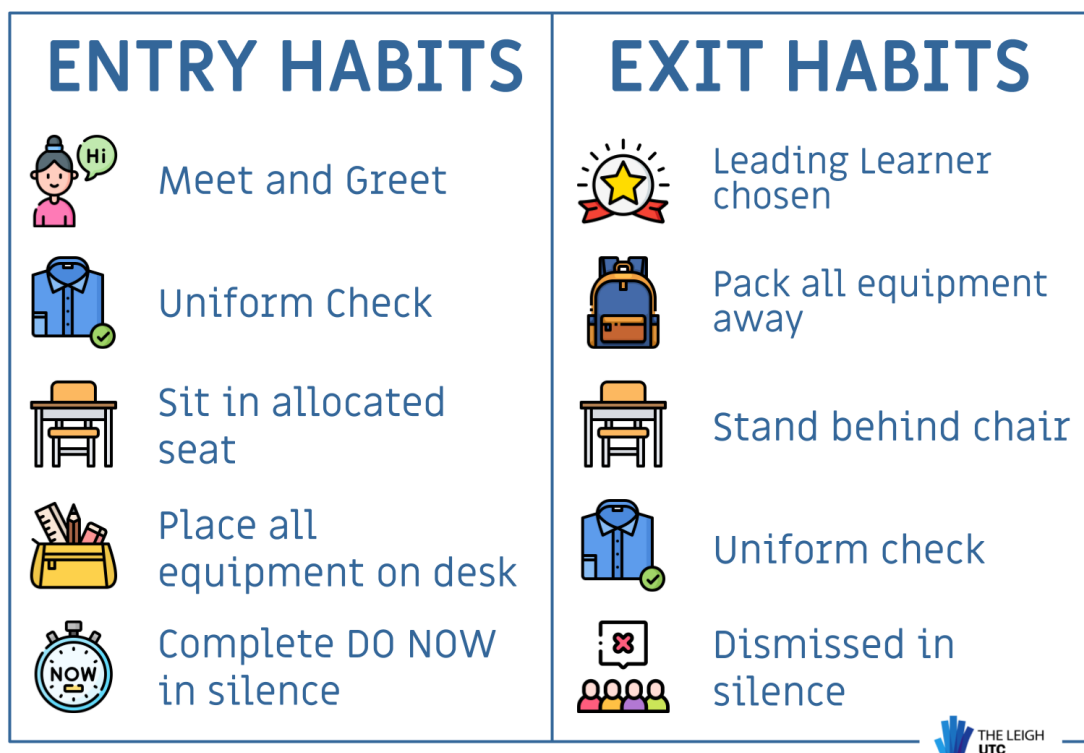 ENTRY HABITS
Hi
Meet and Greet
Uniform Check
Sit in allocated
seat
Place all
equipment on desk
NOW
Complete DO NOW
in silence
EXIT HABITS
Leading Learner
chosen
Pack all equipment
away
Stand behind chair
Uniform check
Dismissed in
silence
THE LEIGH
UTC